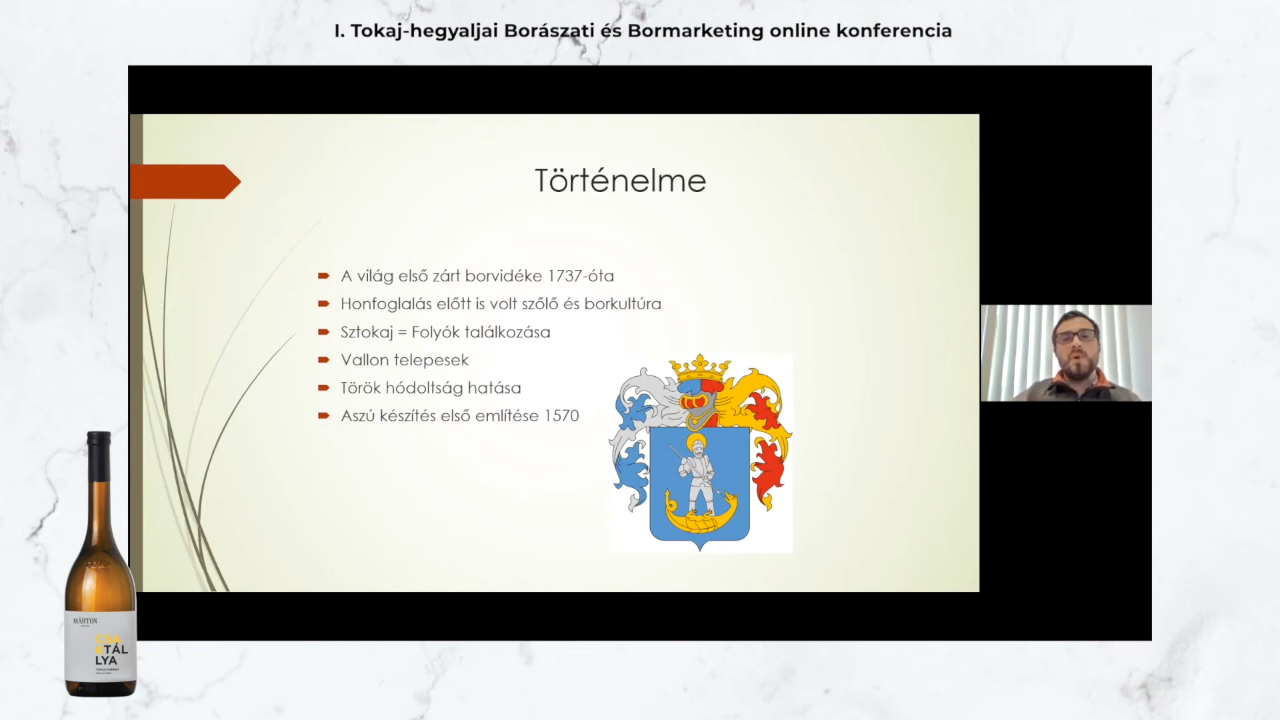 I. Tokaj-hegyaljai Borászati és Bormarketing online konferencia
Történelme
A világ első zárt borvidéke 1737-óta
Honfoglalás előtt is volt szőlő és borkultúra
Sztokaj = Folyók találkozása
Vallon telepesek
Török hódoltság hatása
Aszú készítés első említése 1570
MÁRTON
TÁL
LYA